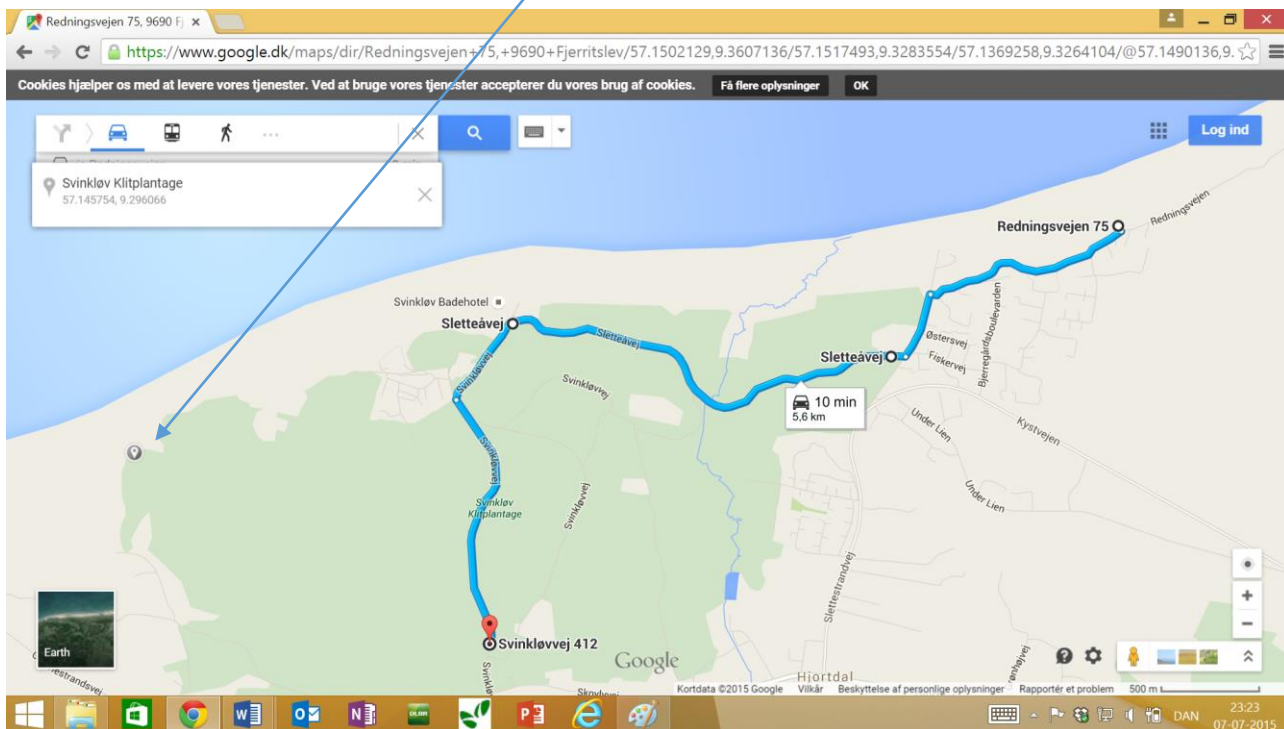 Redningsvejen 75, 9690 Fj
https://www.google.dk/maps/dir/Redningsvejen+75,+9690+Fjerritslev/57.1502129,9.3607136/57.1517493,9.3283554/57.1369258,9.3264104/@57.1490136,9.
Cookies hjælper os med at levere vores tjenester. Ved at bruge vores tjenester accepterer du vores brug af cookies.
Få flere oplysninger
OK
Log ind
Svinkløv Klitplantage
57.145754, 9.296066
Redningsvejen 75
Redningsvejen
Svinkløv Badehotel
Sletteåvej
Sletteåvej
Sletteåvej
Østersvej
Fiskervej
Bjerregårdsboulevarden
Svinkløvvej
Svinkløvvej
10 min
5,6 km
Under Lien
Kystvejen
Svinkløvvej
Svinkløv
Klitplantage
Svinkløvvej
Under Lien
Slettestrandvej
Earth
Svinkløvvej 412
Google
Hjortdal
Kortdata ©2015 Google
Vilkår
Beskyttelse af personlige oplysninger
Rapportér et problem
500 m
DAN
23:23
07-07-2015